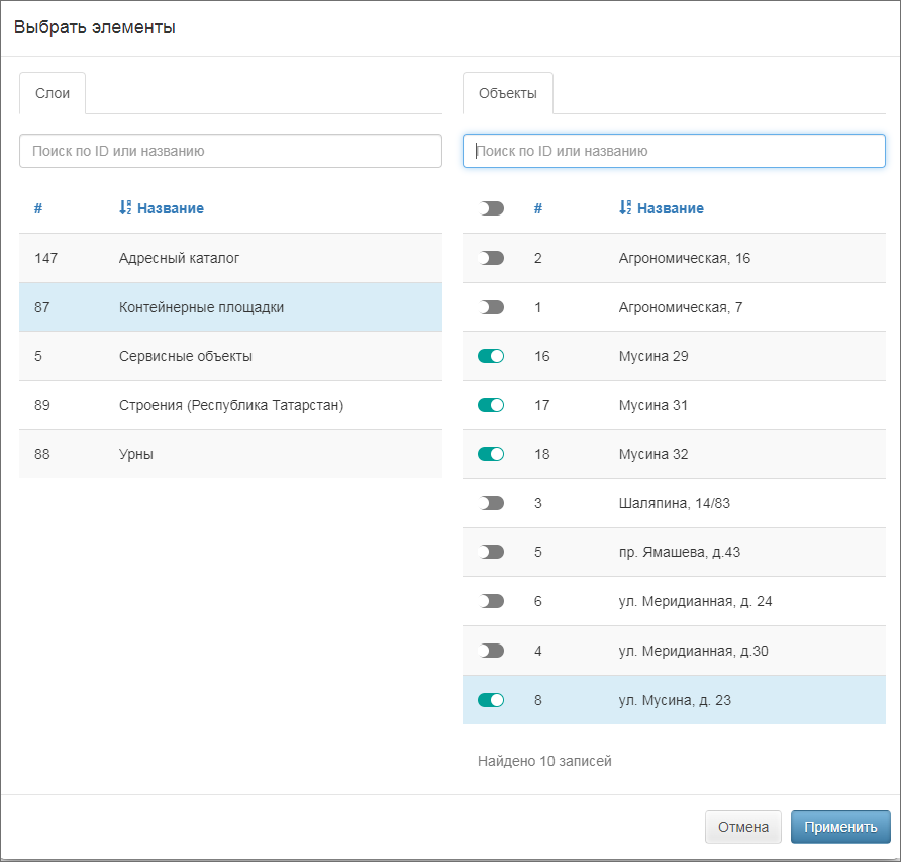 Выбрать элементы
Слои
Поиск по ID или названию
# Название
147 Адресный каталог
87 Контейнерные площадки
5 Сервисные объекты
89 Строения (Республика Татарстан)
88 Урны
Объекты
Поиск по ID или названию
# Название
2 Агрономическая, 16
1 Агрономическая, 7
16 Мусина 29
17 Мусина 31
18 Мусина 32
3 Шаляпина, 14/83
5 пр. Ямашева, д.43
6 ул. Меридианная, д. 24
4 ул. Меридианная, д.30
8 ул. Мусина, д. 23
Найдено 10 записей
Отмена Применить